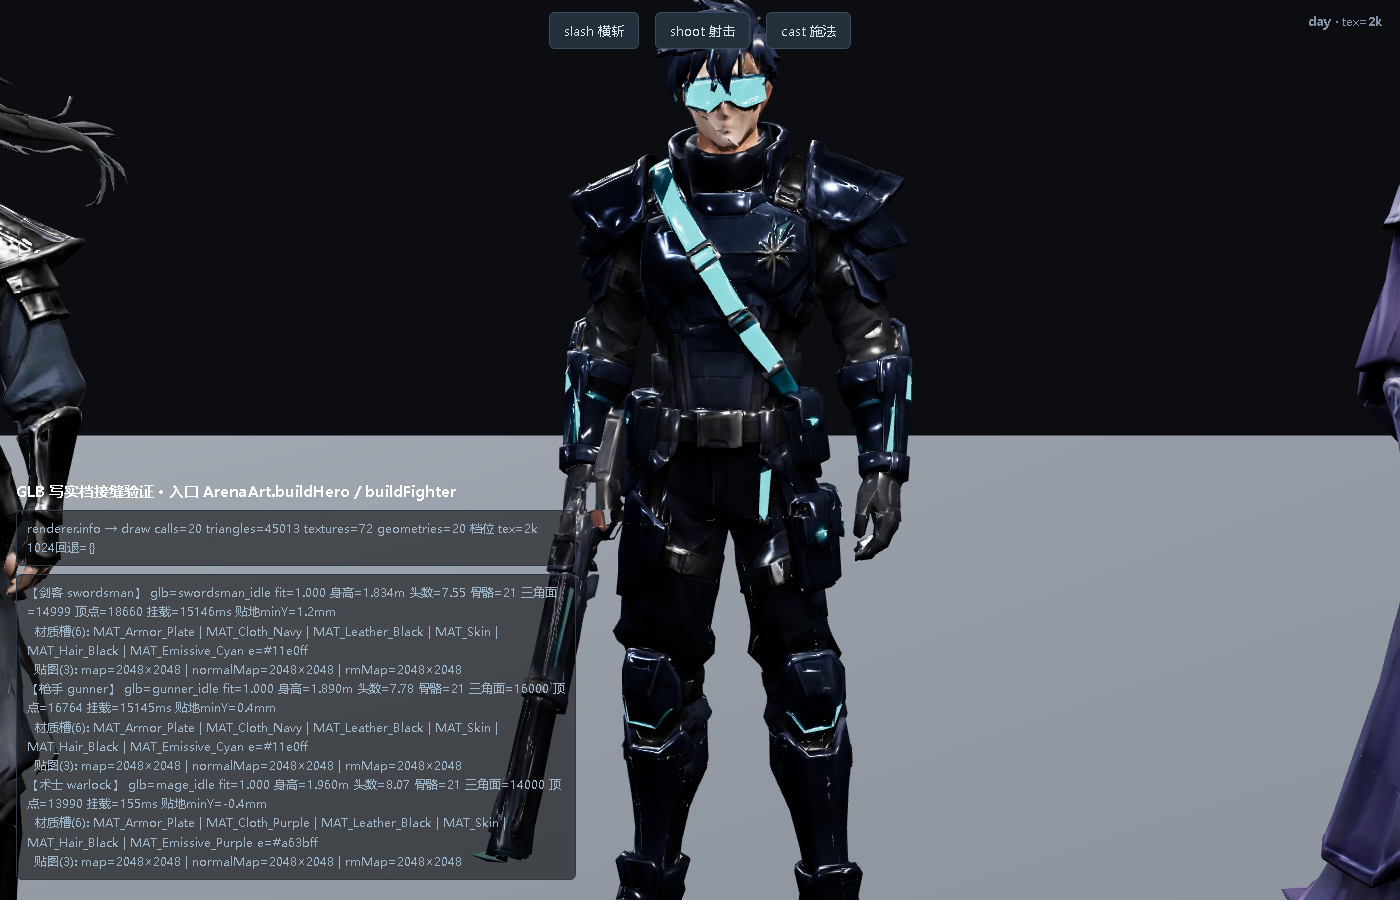 slash 横斩
shoot 射击
cast 施法
day · tex=2k
GLB 写实档接缝验证 · 入口 ArenaArt.buildHero / buildFighter
renderer.info → draw calls=20 triangles=45013 textures=72 geometries=20 档位 tex=2k
1024回退={}
【剑客 swordsman】 glb=swordsman_idle fit=1.000 身高=1.834m 头数=7.55 骨骼=21 三角面
=14999 顶点=18660 挂载=15146ms 贴地minY=1.2mm
材质槽(6): MAT_Armor_Plate | MAT_Cloth_Navy | MAT_Leather_Black | MAT_Skin |
MAT_Hair_Black | MAT_Emissive_Cyan e=#11e0ff
贴图(3): map=2048×2048 | normalMap=2048×2048 | rmMap=2048×2048
【枪手 gunner】 glb=gunner_idle fit=1.000 身高=1.890m 头数=7.78 骨骼=21 三角面=16000 顶
点=16764 挂载=15145ms 贴地minY=0.4mm
材质槽(6): MAT_Armor_Plate | MAT_Cloth_Navy | MAT_Leather_Black | MAT_Skin |
MAT_Hair_Black | MAT_Emissive_Cyan e=#11e0ff
贴图(3): map=2048×2048 | normalMap=2048×2048 | rmMap=2048×2048
【术士 warlock】 glb=mage_idle fit=1.000 身高=1.960m 头数=8.07 骨骼=21 三角面=14000 顶
点=13990 挂载=155ms 贴地minY=-0.4mm
材质槽(6): MAT_Armor_Plate | MAT_Cloth_Purple | MAT_Leather_Black | MAT_Skin |
MAT_Hair_Black | MAT_Emissive_Purple e=#a63bff
贴图(3): map=2048×2048 | normalMap=2048×2048 | rmMap=2048×2048